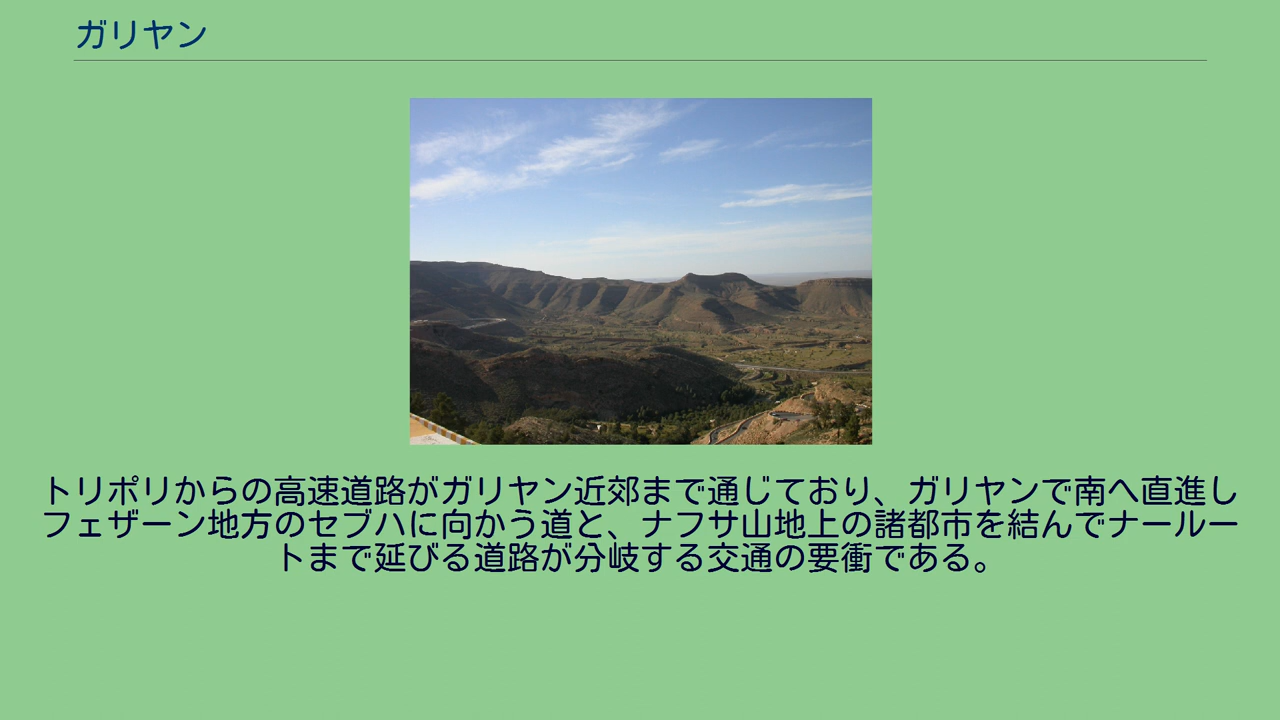 ガリヤン
トリポリからの高速道路がガリヤン近郊まで通じており、ガリヤンで南へ直進し
フェザーン地方のセブハに向かう道と、ナフサ山地上の諸都市を結んでナールー
トまで延びる道路が分岐する交通の要衝である。